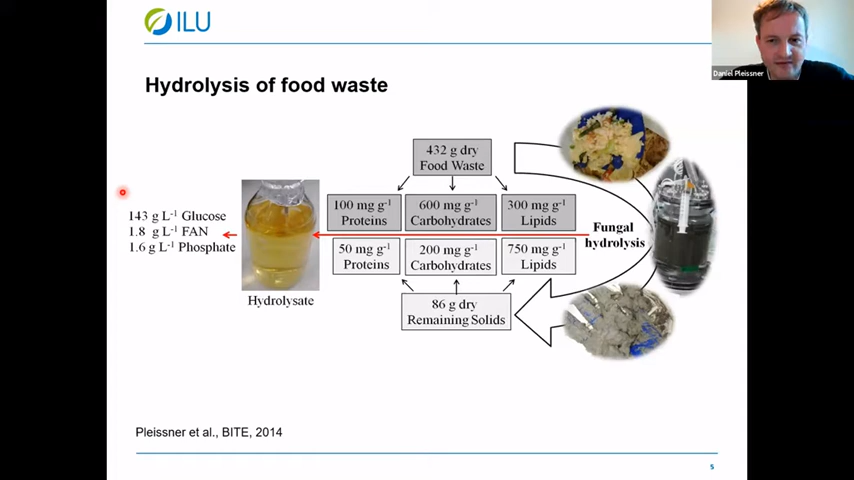 ILU
Daniel Pleissner
Hydrolysis of food waste
432 g dry
Food Waste
100 mg g-1
Proteins
600 mg g-1
Carbohydrates
300 mg g-1
Lipids
143 g L-1 Glucose
1.8 g L-1 FAN
1.6 g L-1 Phosphate
Fungal
hydrolysis
50 mg g-1
Proteins
200 mg g-1
Carbohydrates
750 mg g-1
Lipids
Hydrolysate
86 g dry
Remaining Solids
Pleissner et al., BITE, 2014
5